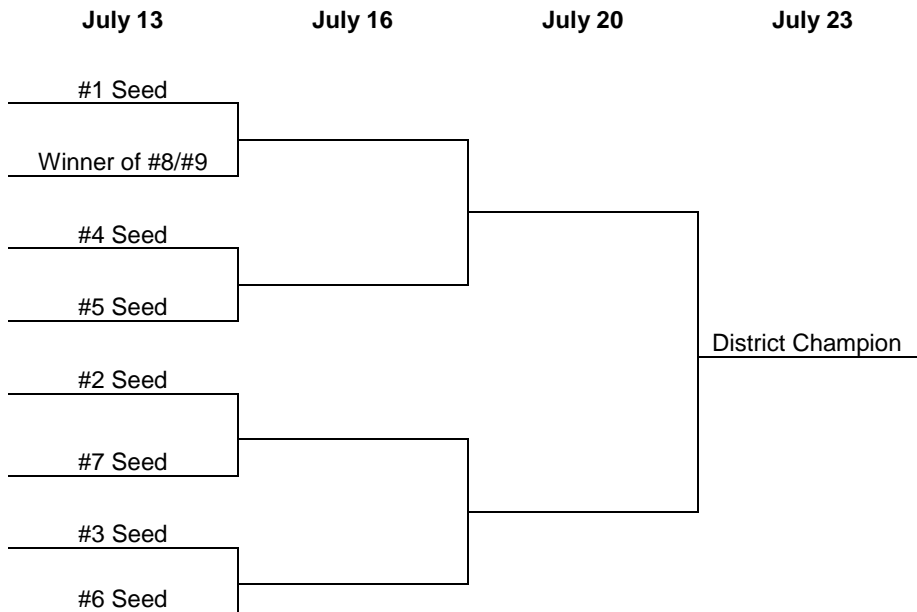 July 13 July 16 July 20 July 23
#1 Seed
Winner of #8/#9
#4 Seed
#5 Seed
District Champion
#2 Seed
#7 Seed
#3 Seed
#6 Seed